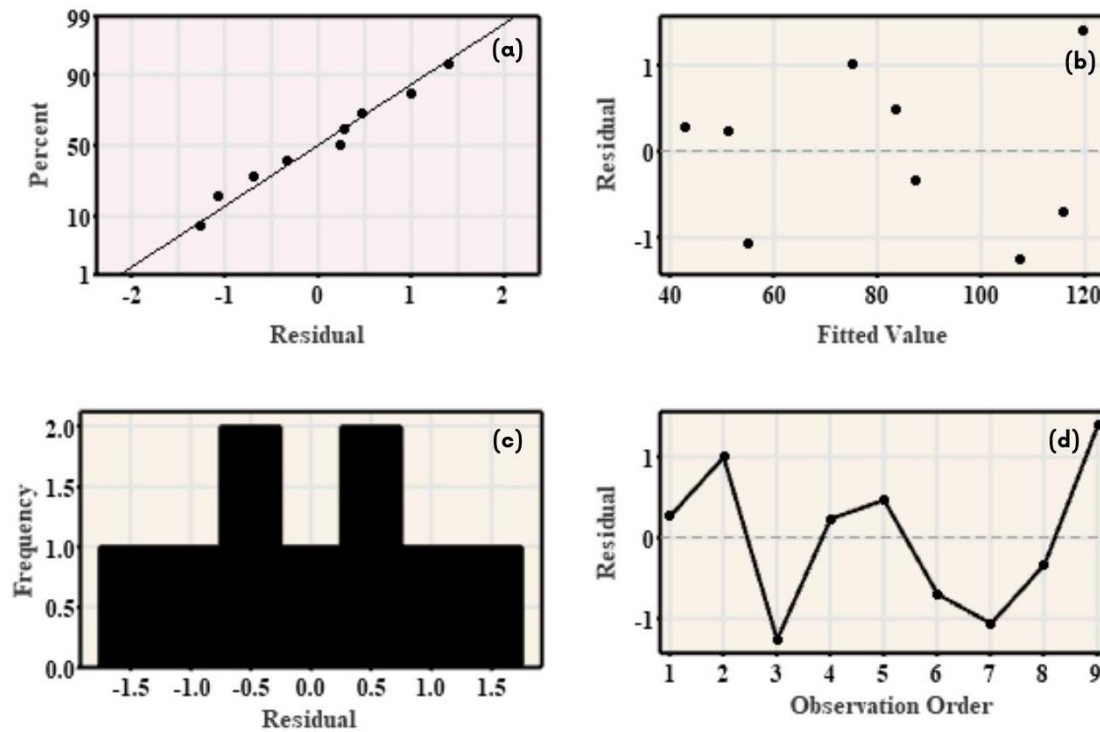 99
90
50
10
1
Percent
-2 -1 0 1 2
Residual
(a)
1
0
-1
Residual
40 60 80 100 120
Fitted Value
(b)
2.0
1.5
1.0
0.5
0.0
Frequency
-1.5 -1.0 -0.5 0.0 0.5 1.0 1.5
Residual
(c)
1
0
-1
Residual
1 2 3 4 5 6 7 8 9
Observation Order
(d)